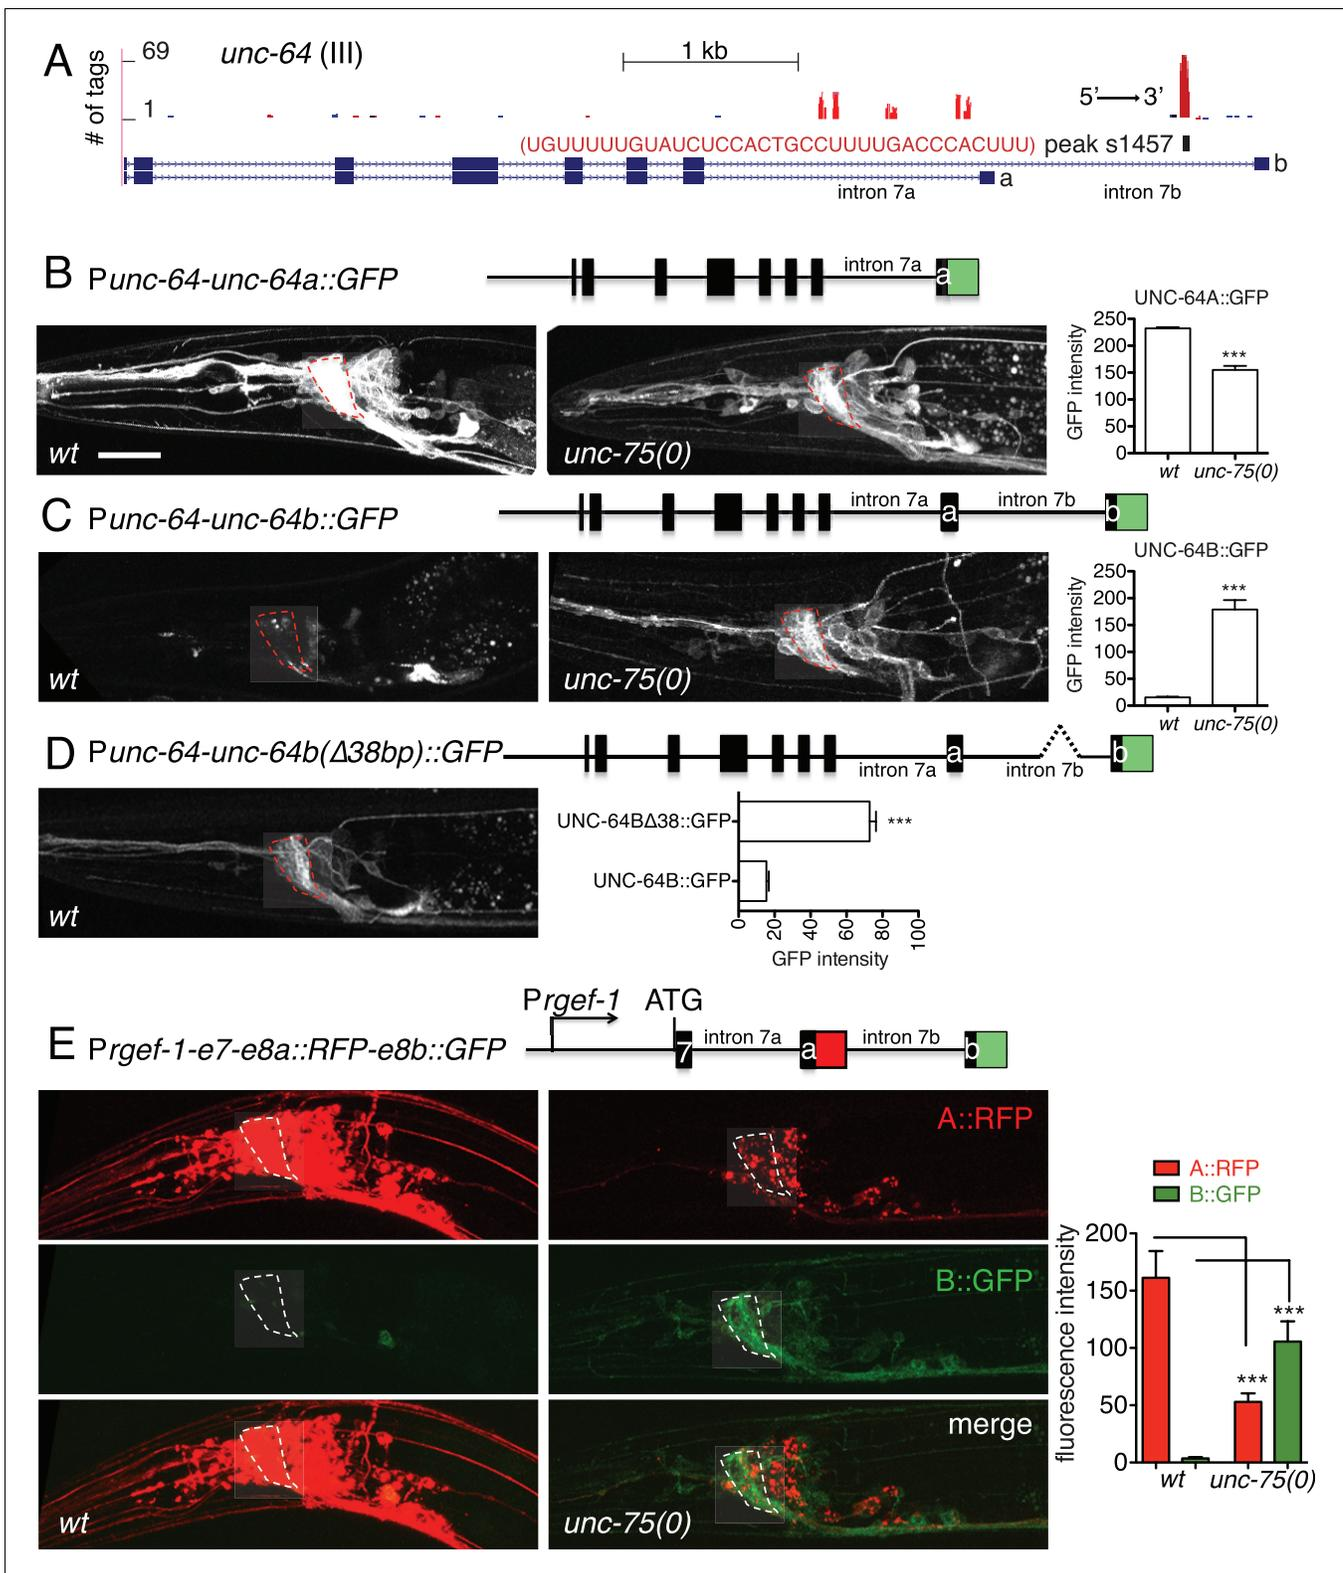 A
# of tags
69
1
unc-64 (III)
1 kb
5' 3'
(UGUUUUUGUAUCUCCACTGCCUUUUGACCCACUUU) peak s1457
b
a
intron 7a
intron 7b
B Punc-64-unc-64a::GFP
intron 7a
a
wt
unc-75(0)
UNC-64A::GFP
GFP intensity
250
200
150
100
50
0
***
wt unc-75(0)
C Punc-64-unc-64b::GFP
intron 7a
a
intron 7b
b
wt
unc-75(0)
UNC-64B::GFP
GFP intensity
250
200
150
100
50
0
***
wt unc-75(0)
D Punc-64-unc-64b(Δ38bp)::GFP
intron 7a
a
intron 7b
b
wt
UNC-64BΔ38::GFP
***
UNC-64B::GFP
0 20 40 60 80 100
GFP intensity
E Prgef-1-e7-e8a::RFP-e8b::GFP
Prgef-1 ATG
7
intron 7a
a
intron 7b
b
A::RFP
B::GFP
merge
wt
unc-75(0)
A::RFP
B::GFP
fluorescence intensity
200
150
100
50
0
***
***
wt unc-75(0)